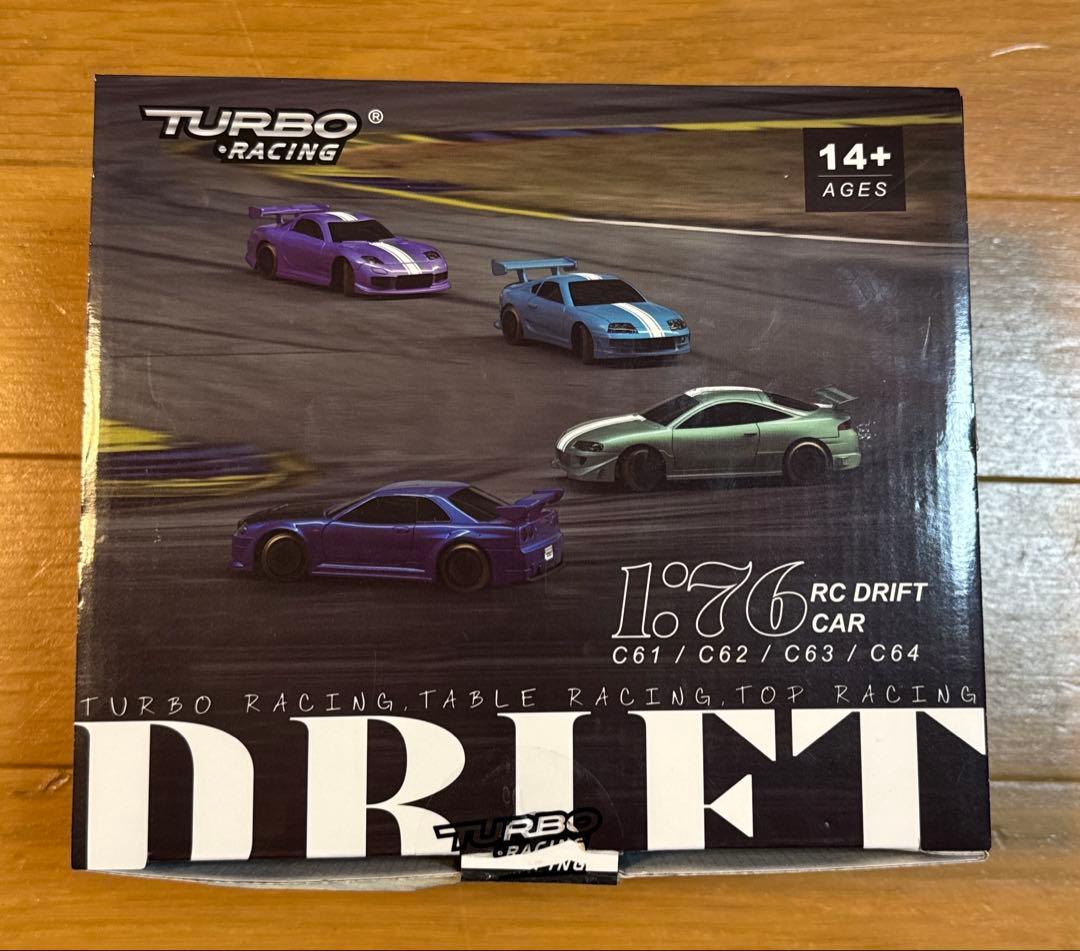 TURBO ®
RACING
14+
AGES
1:76 RC DRIFT
CAR
C61 / C62 / C63 / C64
TURBO RACING,TABLE RACING,TOP RACING
DRIFT
TURBO
RACING